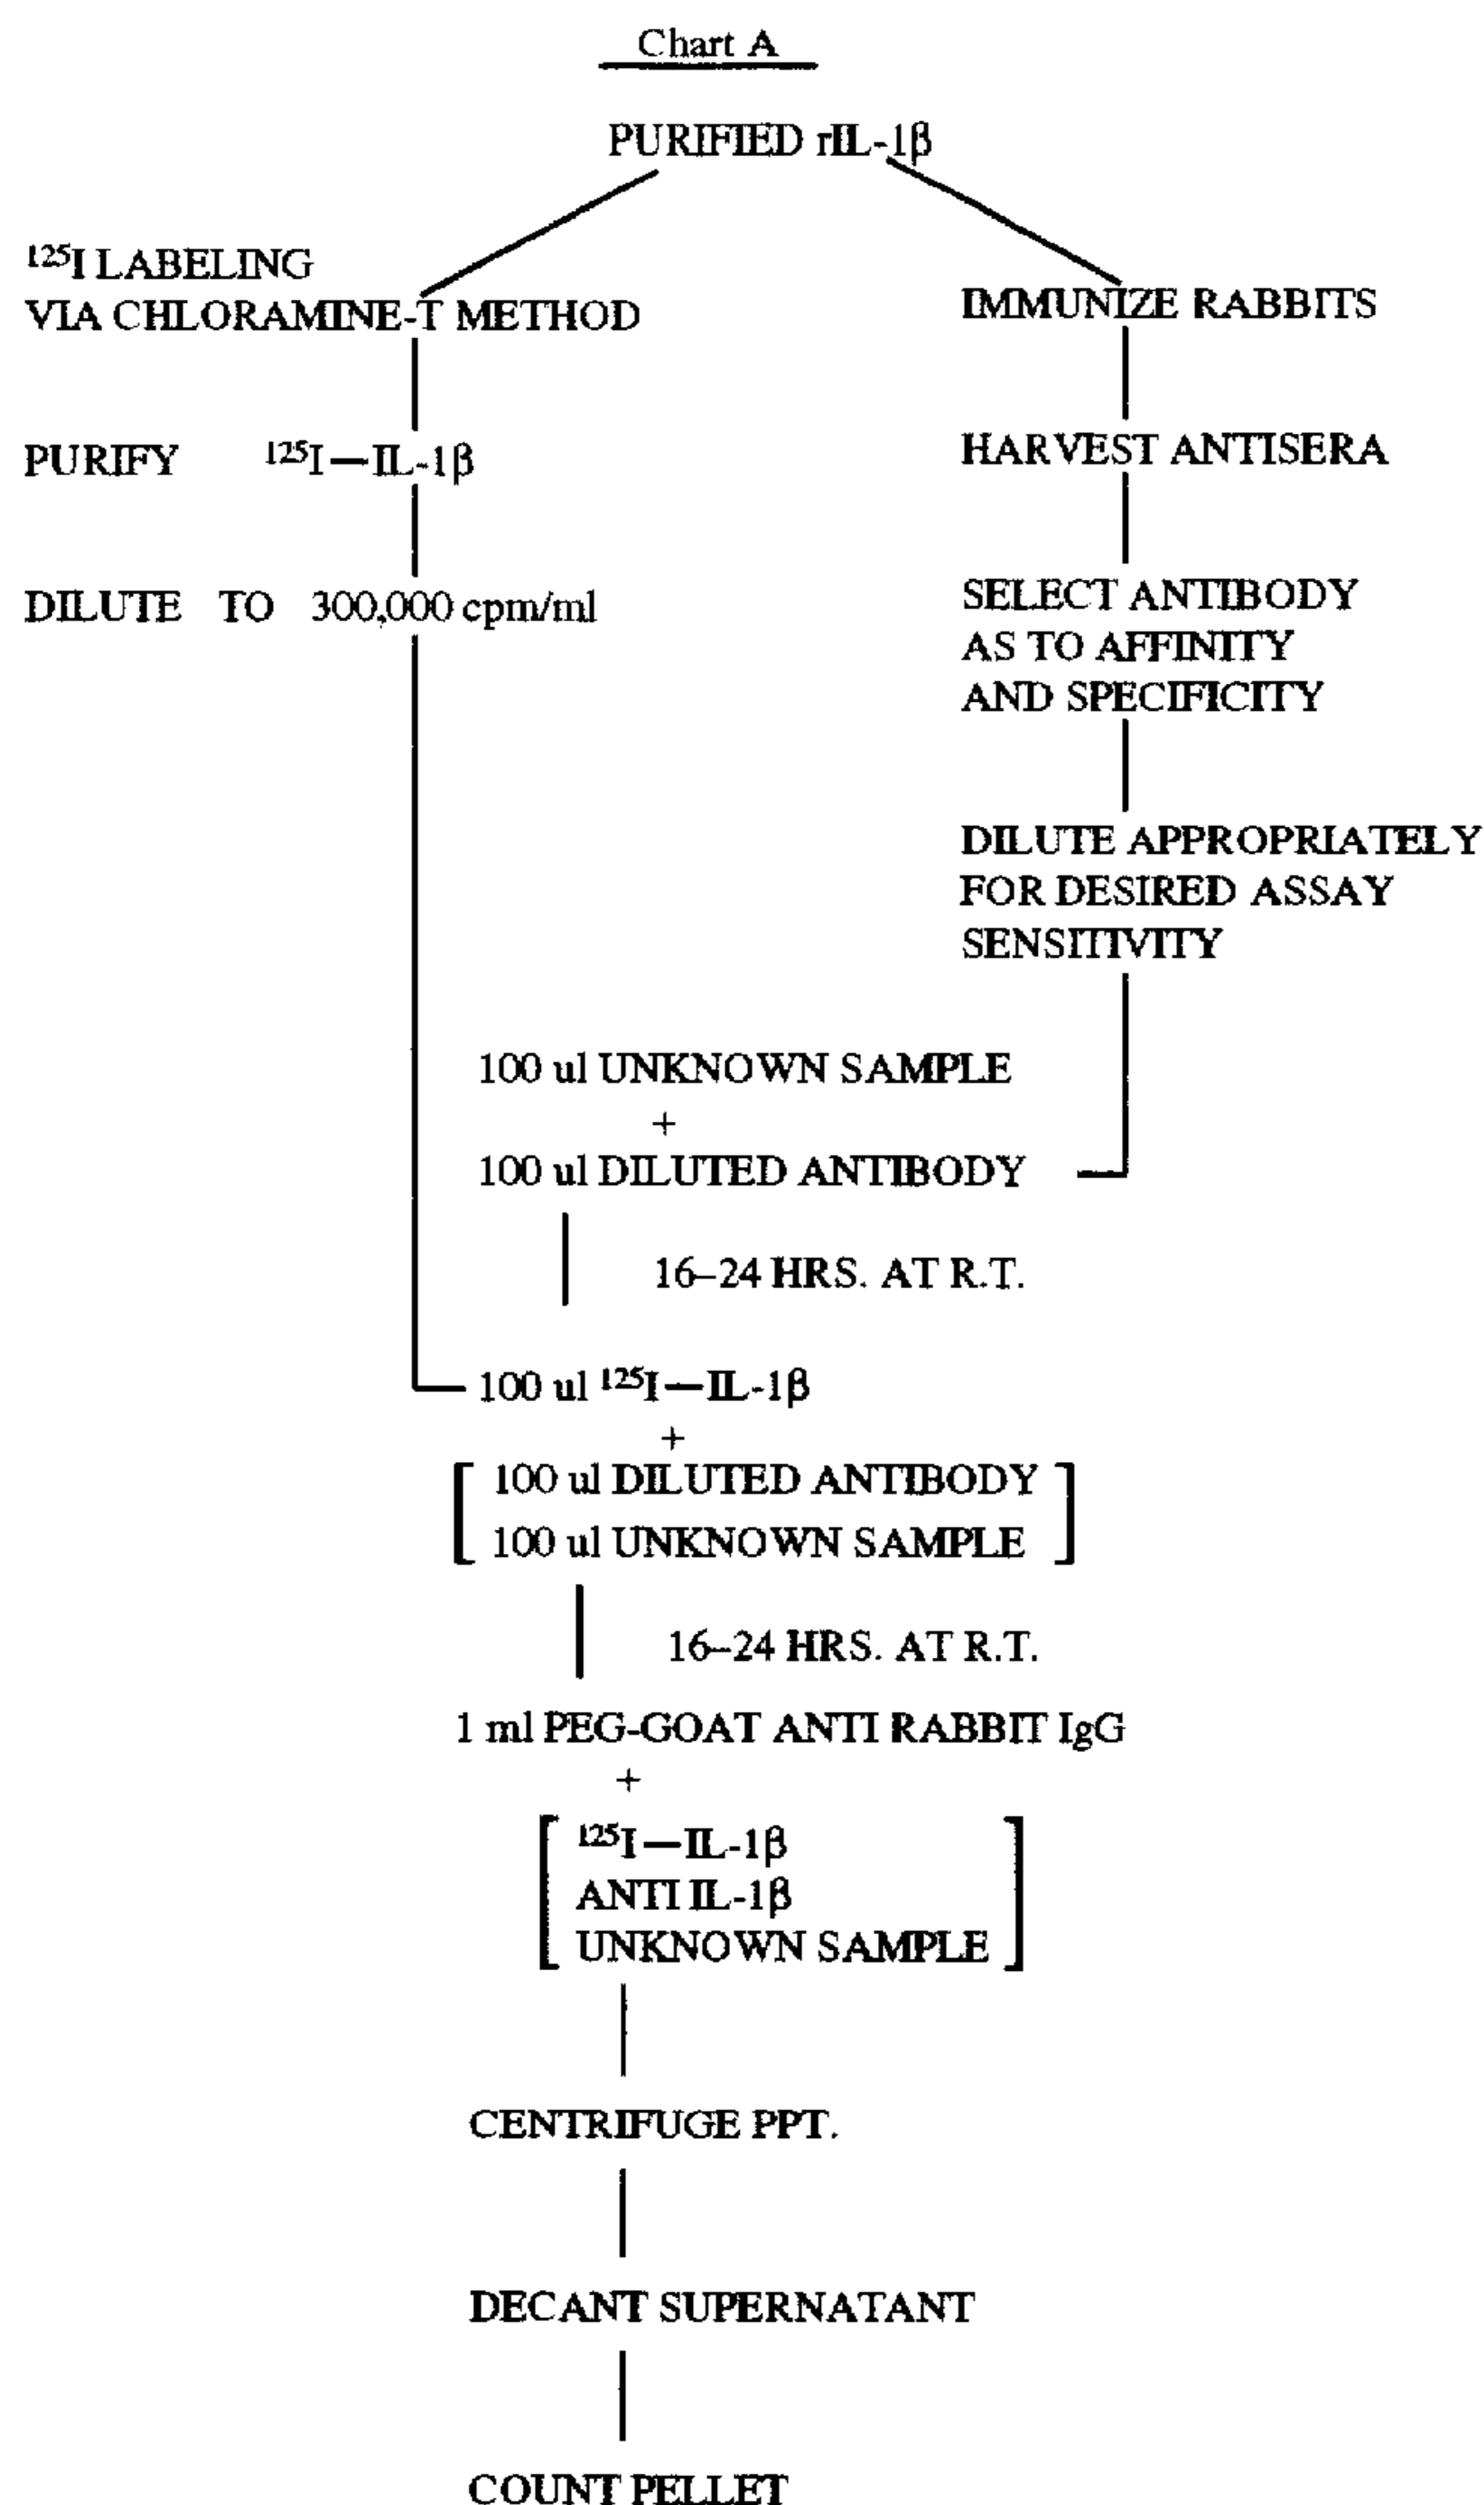 Chart A
PURIFIED rIL-1β
¹²⁵I LABELING
VIA CHLORAMINE-T METHOD
IMMUNIZE RABBITS
PURIFY ¹²⁵I—IL-1β
HARVEST ANTISERA
DILUTE TO 300,000 cpm/ml
SELECT ANTIBODY
AS TO AFFINITY
AND SPECIFICITY
DILUTE APPROPRIATELY
FOR DESIRED ASSAY
SENSITIVITY
100 ul UNKNOWN SAMPLE
+
100 ul DILUTED ANTIBODY
16–24 HRS. AT R.T.
100 ul ¹²⁵I—IL-1β
+
100 ul DILUTED ANTIBODY
100 ul UNKNOWN SAMPLE
16–24 HRS. AT R.T.
1 ml PEG-GOAT ANTI RABBIT IgG
+
¹²⁵I—IL-1β
ANTI IL-1β
UNKNOWN SAMPLE
CENTRIFUGE PPT.
DECANT SUPERNATANT
COUNT PELLET